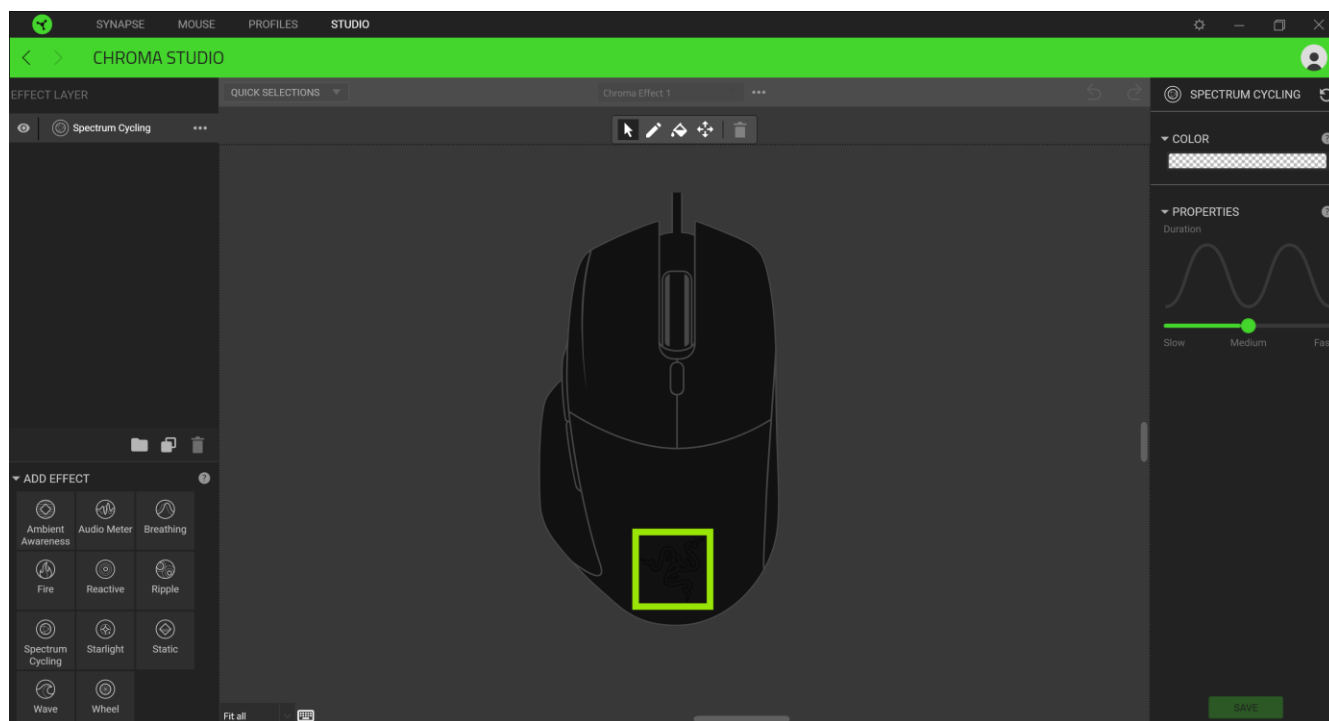 SYNAPSE MOUSE PROFILES STUDIO
CHROMA STUDIO
EFFECT LAYER
QUICK SELECTIONS
Chroma Effect 1
SPECTRUM CYCLING
Spectrum Cycling
COLOR
PROPERTIES
Duration
Slow Medium Fas
ADD EFFECT
Ambient Awareness
Audio Meter
Breathing
Fire
Reactive
Ripple
Spectrum Cycling
Starlight
Static
Wave
Wheel
Fit all
SAVE